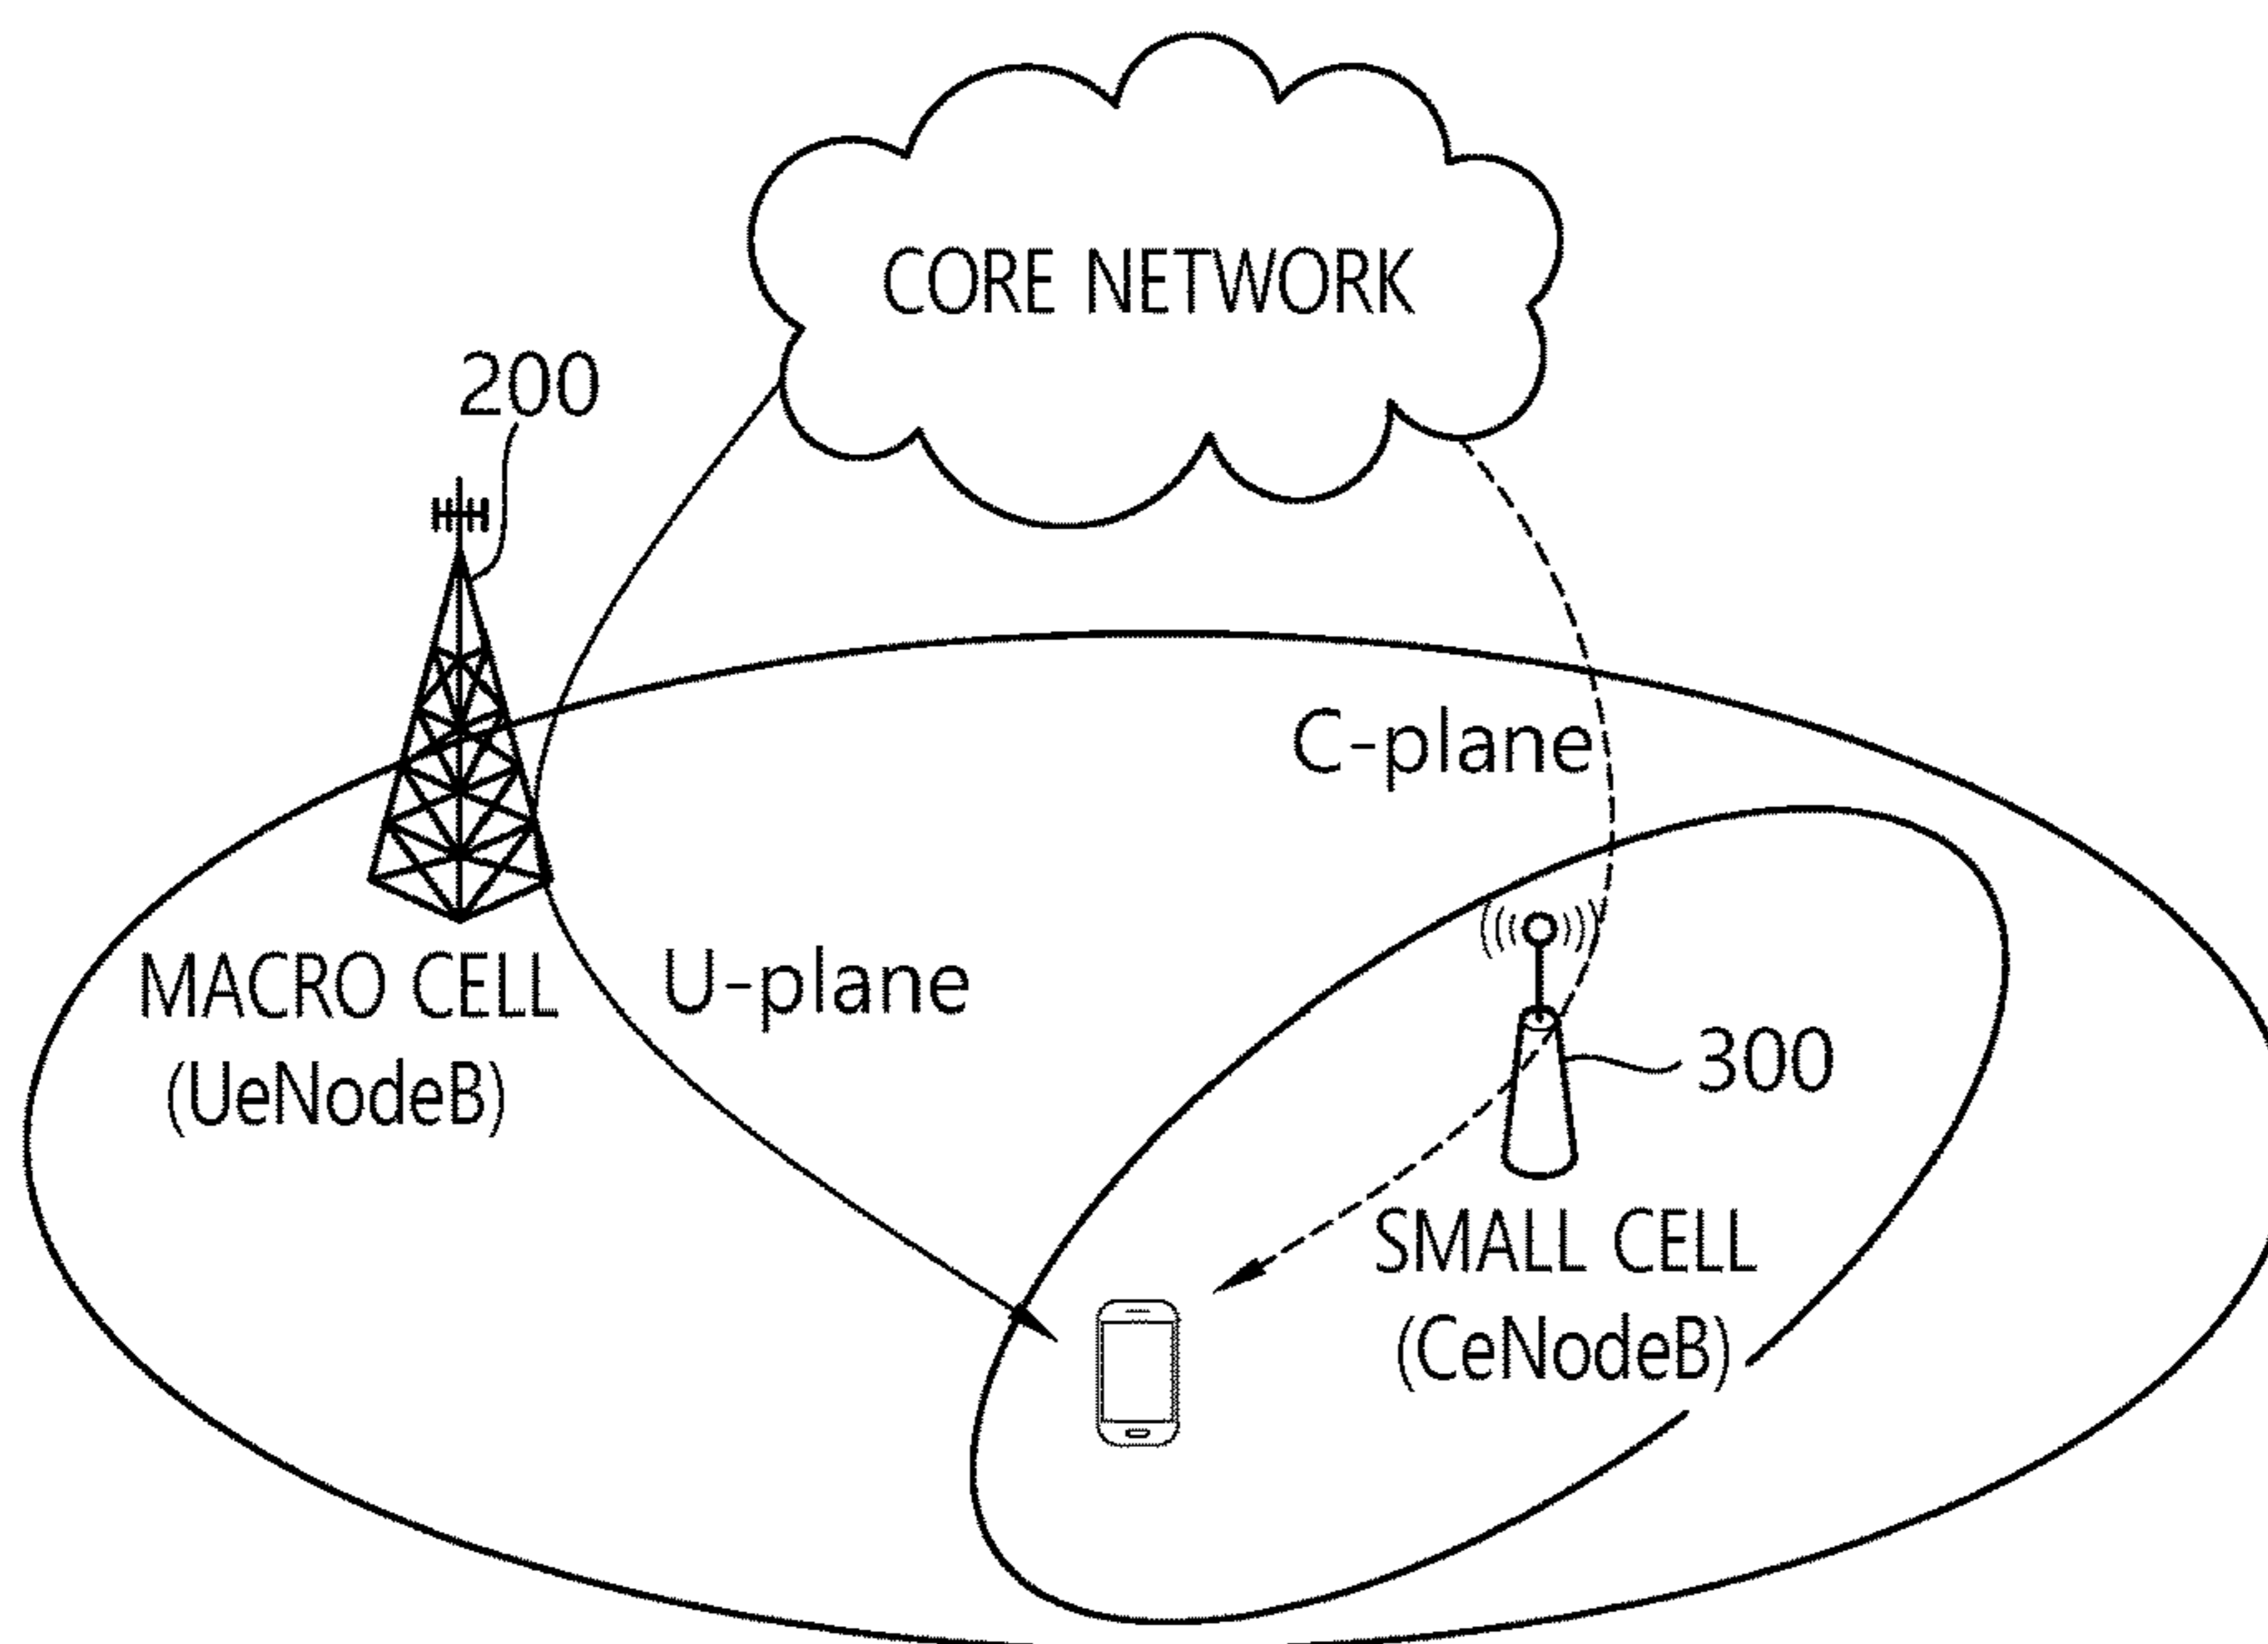 CORE NETWORK
200
C-plane
MACRO CELL
(UeNodeB)
U-plane
300
SMALL CELL
(CeNodeB)